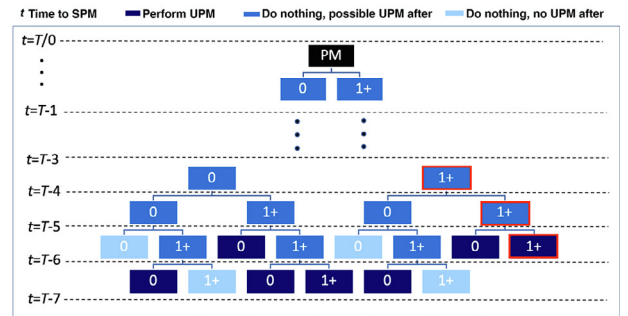 t Time to SPM Perform UPM Do nothing, possible UPM after Do nothing, no UPM after
t=T/0
PM
0 1+
t=T-1
t=T-3
0 1+
t=T-4
0 1+ 0 1+
t=T-5
0 1+ 0 1+ 0 1+ 0 1+
t=T-6
0 1+ 0 1+ 0 1+
t=T-7